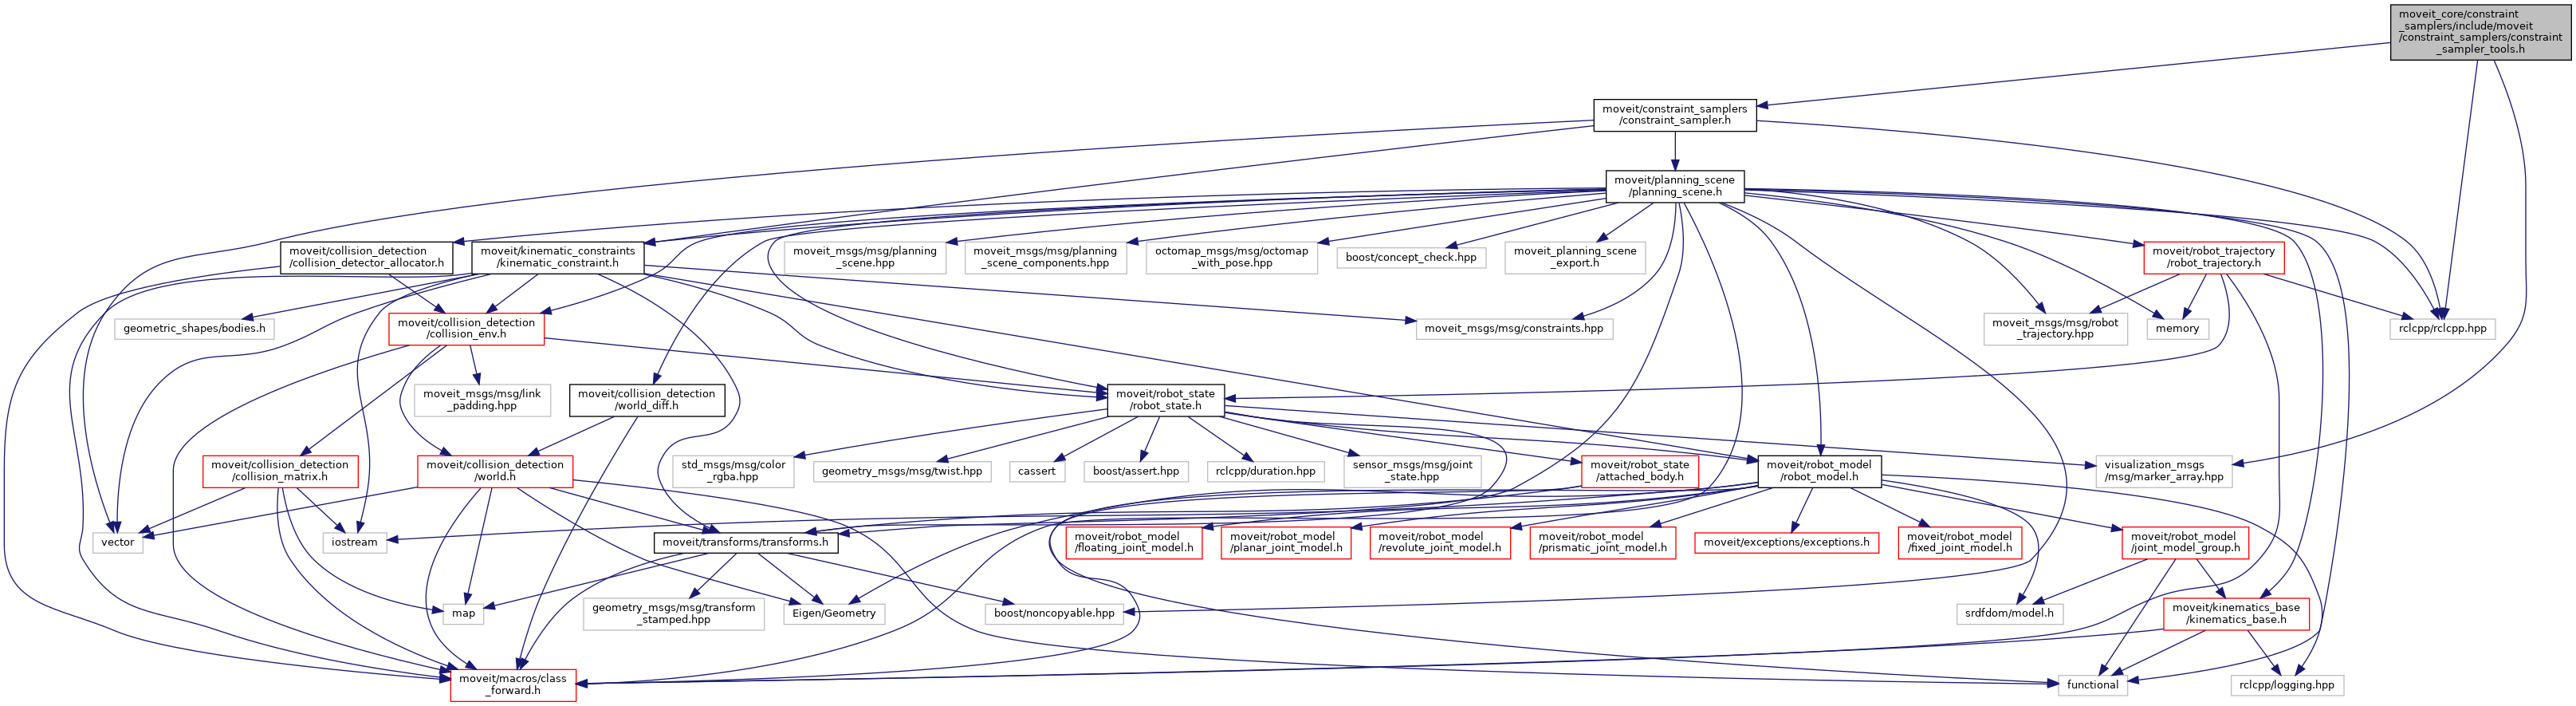 moveit_core/constraint
_samplers/include/moveit
/constraint_samplers/constraint
_sampler_tools.h
moveit/constraint_samplers
/constraint_sampler.h
moveit/planning_scene
/planning_scene.h
moveit/collision_detection
/collision_detector_allocator.h
moveit/kinematic_constraints
/kinematic_constraint.h
moveit_msgs/msg/planning
_scene.hpp
moveit_msgs/msg/planning
_scene_components.hpp
octomap_msgs/msg/octomap
_with_pose.hpp
boost/concept_check.hpp
moveit_planning_scene
_export.h
moveit/robot_trajectory
/robot_trajectory.h
geometric_shapes/bodies.h
moveit/collision_detection
/collision_env.h
moveit_msgs/msg/constraints.hpp
moveit_msgs/msg/robot
_trajectory.hpp
memory
rclcpp/rclcpp.hpp
moveit_msgs/msg/link
_padding.hpp
moveit/collision_detection
/world_diff.h
moveit/robot_state
/robot_state.h
moveit/collision_detection
/collision_matrix.h
moveit/collision_detection
/world.h
std_msgs/msg/color
_rgba.hpp
geometry_msgs/msg/twist.hpp
cassert
boost/assert.hpp
rclcpp/duration.hpp
sensor_msgs/msg/joint
_state.hpp
moveit/robot_state
/attached_body.h
moveit/robot_model
/robot_model.h
visualization_msgs
/msg/marker_array.hpp
vector
iostream
moveit/transforms/transforms.h
moveit/robot_model
/floating_joint_model.h
moveit/robot_model
/planar_joint_model.h
moveit/robot_model
/revolute_joint_model.h
moveit/robot_model
/prismatic_joint_model.h
moveit/exceptions/exceptions.h
moveit/robot_model
/fixed_joint_model.h
moveit/robot_model
/joint_model_group.h
map
geometry_msgs/msg/transform
_stamped.hpp
Eigen/Geometry
boost/noncopyable.hpp
srdfdom/model.h
moveit/kinematics_base
/kinematics_base.h
moveit/macros/class
_forward.h
functional
rclcpp/logging.hpp